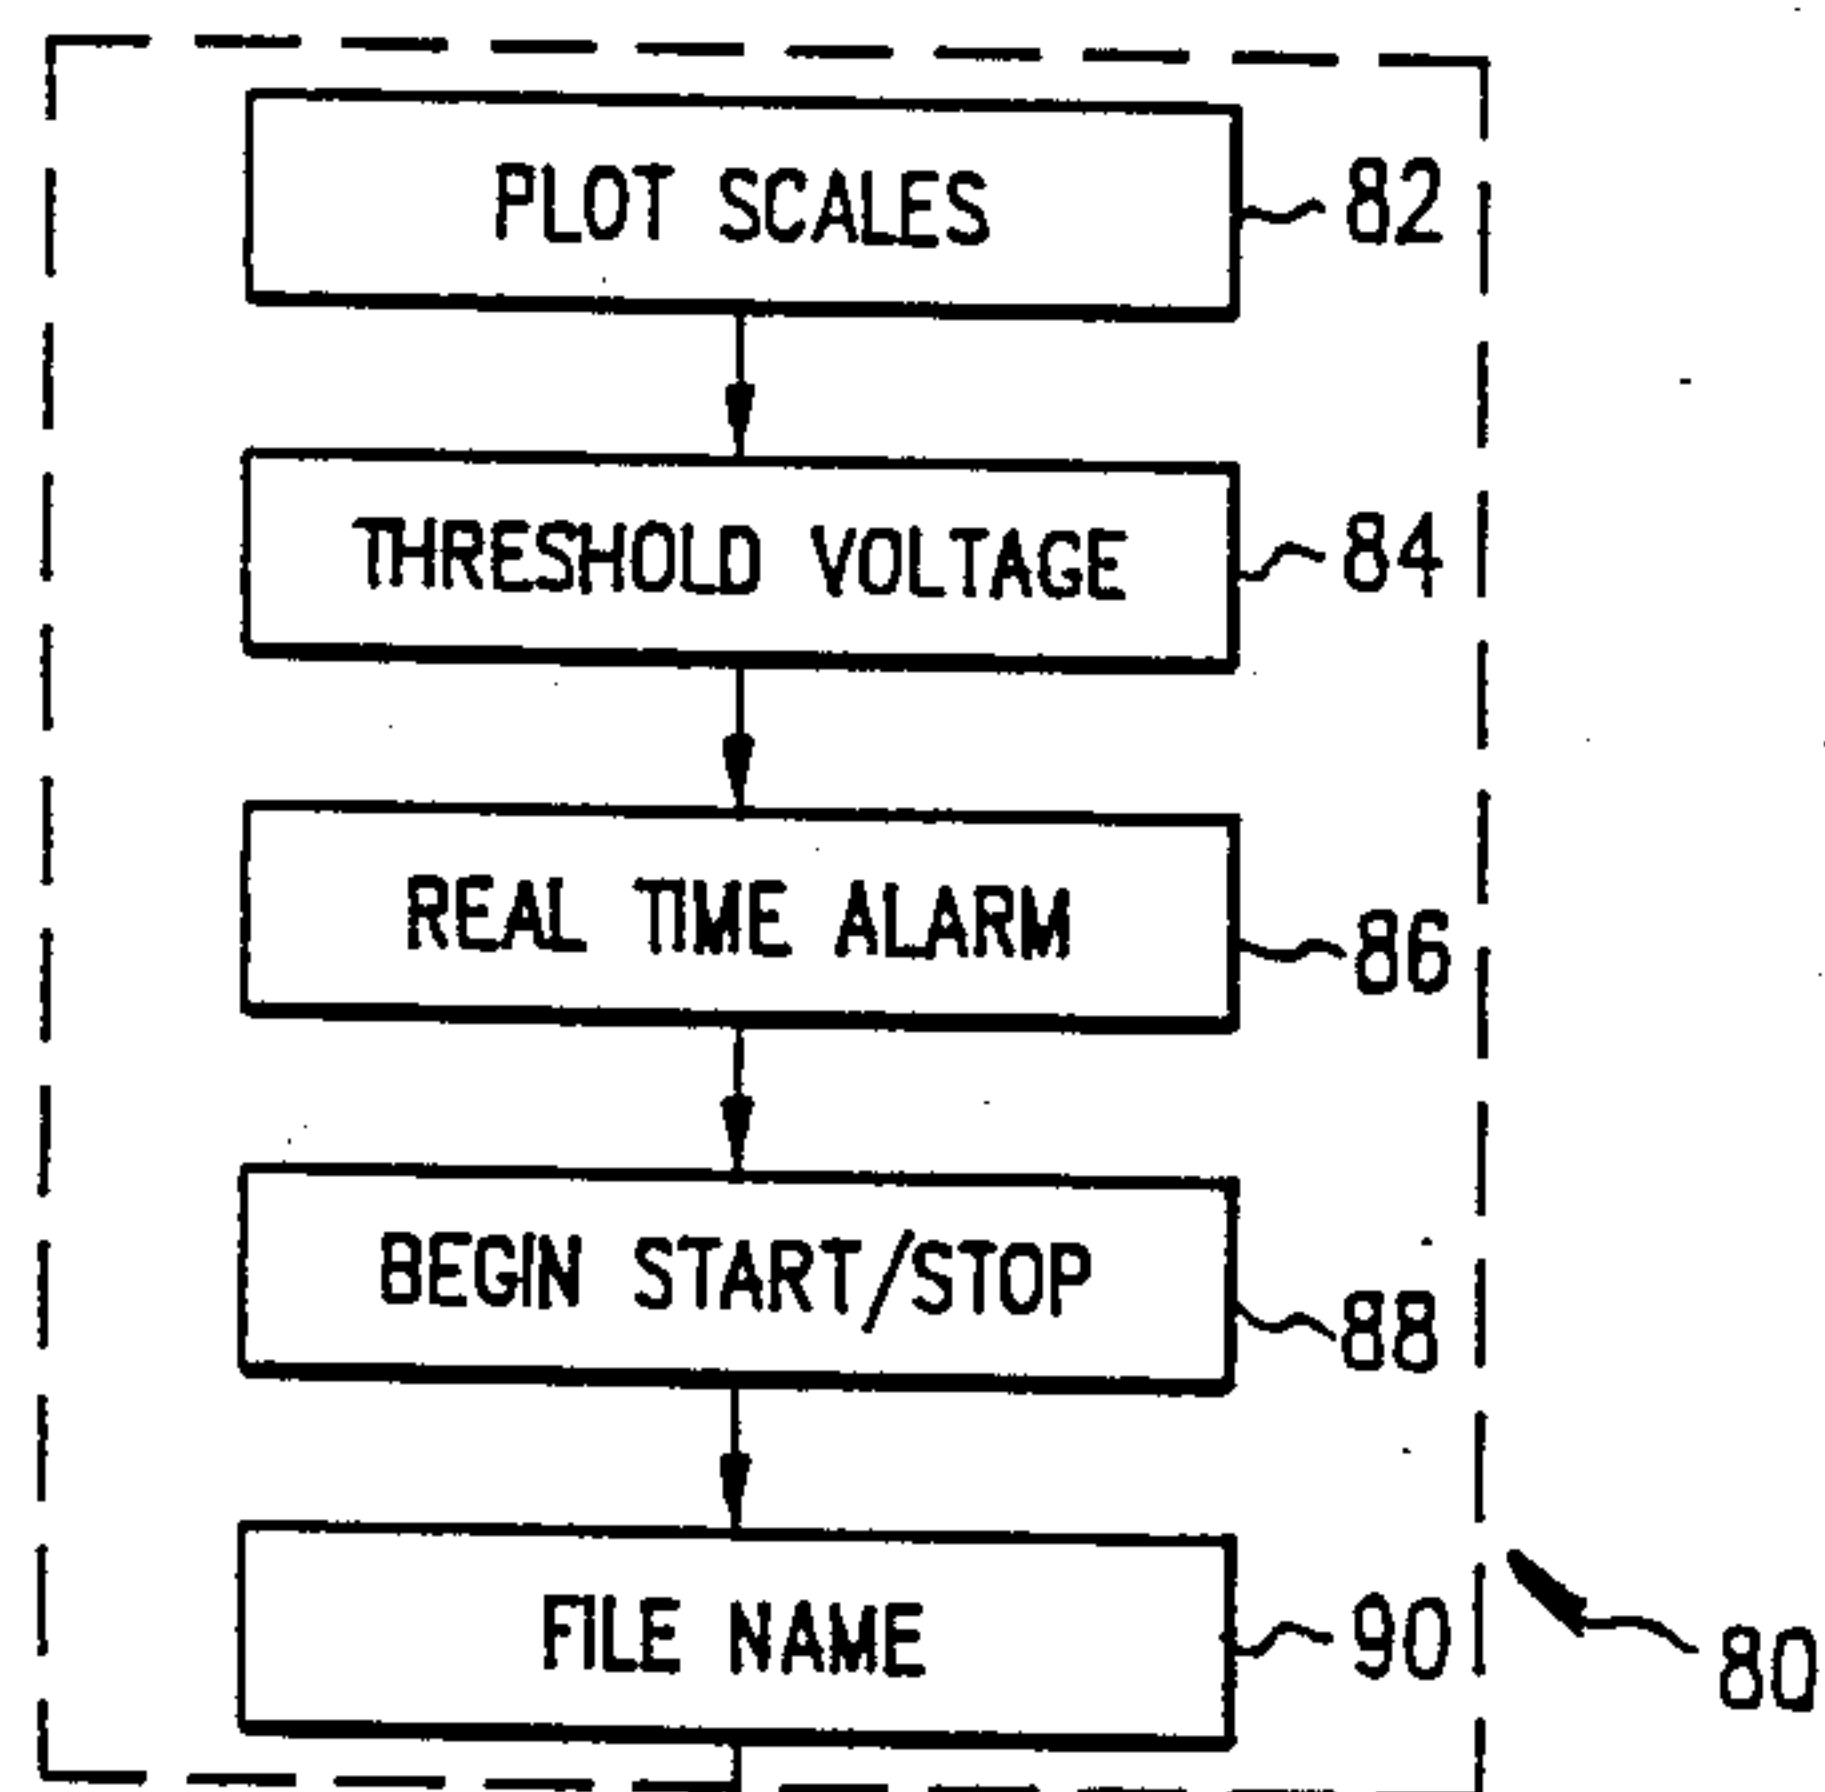 PLOT SCALES
82
THRESHOLD VOLTAGE
84
REAL TIME ALARM
86
BEGIN START/STOP
88
FILE NAME
90
80